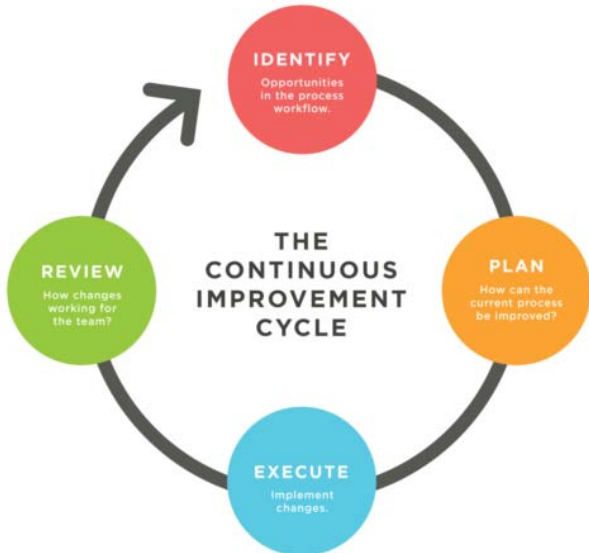 IDENTIFY
Opportunities
in the process
workflow.
THE
CONTINUOUS
IMPROVEMENT
CYCLE
PLAN
How can the
current process
be improved?
EXECUTE
Implement
changes.
REVIEW
How changes
working for
the team?